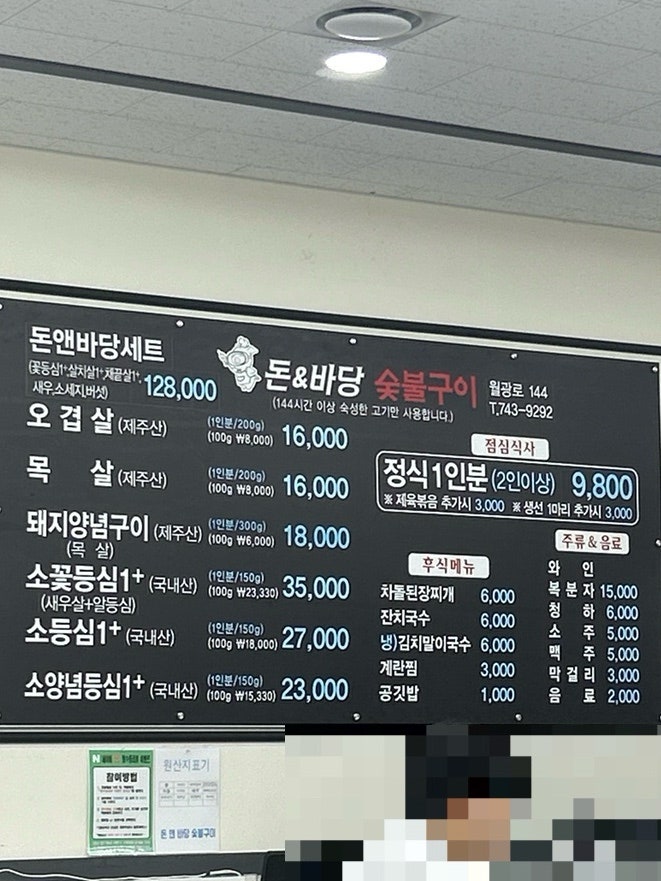 돈앤바당세트
(꽃등심1⁺,살치살1⁺,채끝살1⁺,
새우,소세지,버섯) 128,000
돈&바당 숯불구이
(144시간 이상 숙성한 고기만 사용합니다.)
월광로 144
T,743-9292
오겹살 (제주산) (1인분/200g) 16,000
(100g ₩8,000)
목 살 (제주산) (1인분/200g) 16,000
(100g ₩8,000)
돼지양념구이 (제주산) (1인분/300g) 18,000
(목 살) (100g ₩6,000)
소꽃등심1⁺ (국내산) (1인분/150g) 35,000
(새우살+알등심) (100g ₩23,330)
소등심1⁺ (국내산) (1인분/150g) 27,000
(100g ₩18,000)
소양념등심1⁺ (국내산) (1인분/150g) 23,000
(100g ₩15,330)
점심식사
정식1인분 (2인이상) 9,800
※ 제육볶음 추가시 3,000 ※ 생선 1마리 추가시 3,000
후식메뉴
차돌된장찌개 6,000
잔치국수 6,000
냉)김치말이국수 6,000
계란찜 3,000
공깃밥 1,000
주류&음료
와 인
복분자 15,000
청 하 6,000
소 주 5,000
맥 주 5,000
막걸리 3,000
음 료 2,000
참여방법
원산지표기
돈 앤 바당 숯불구이